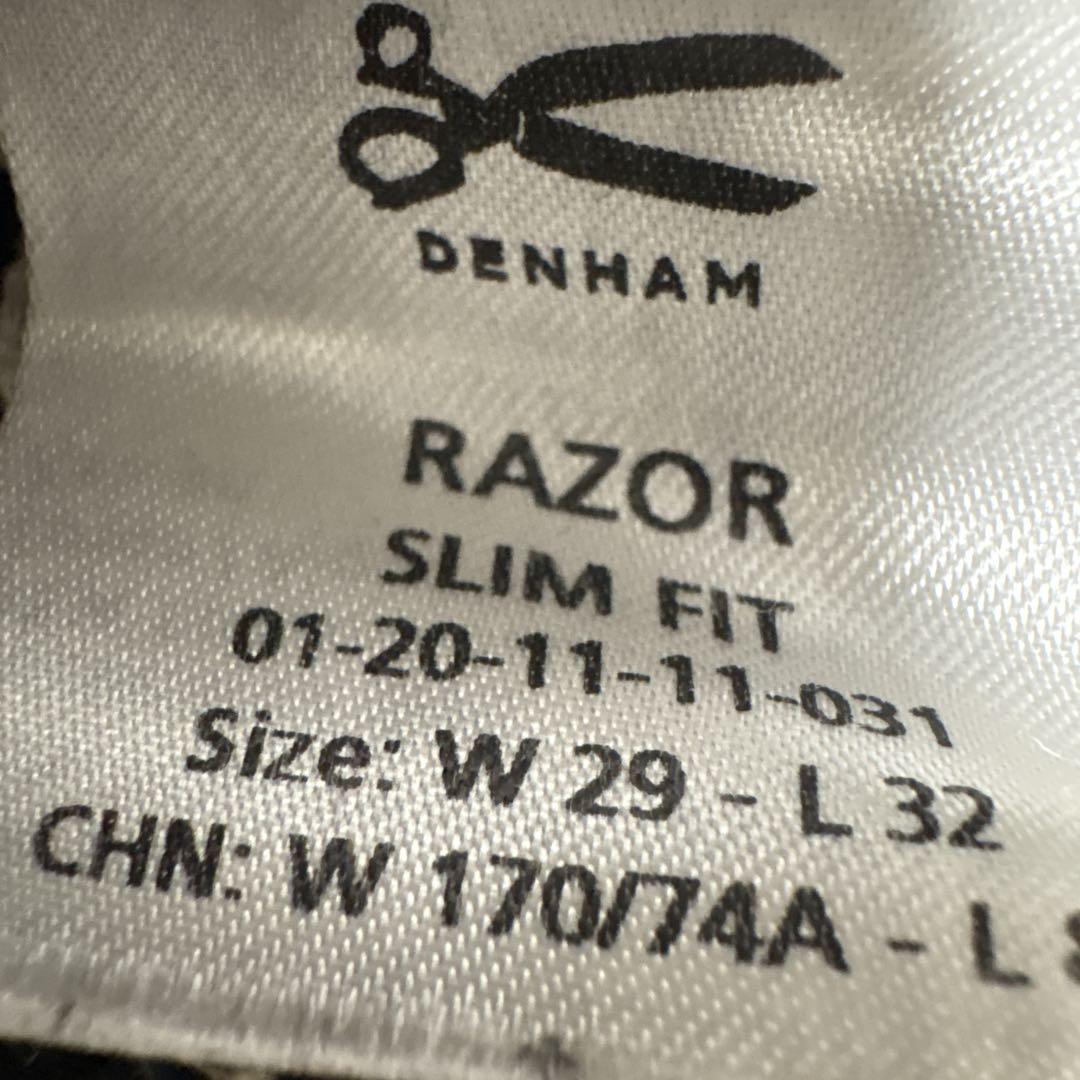 DENHAM
RAZOR
SLIM FIT
01-20-11-11-031
Size: W 29 - L 32
CHN: W 170/74A - L